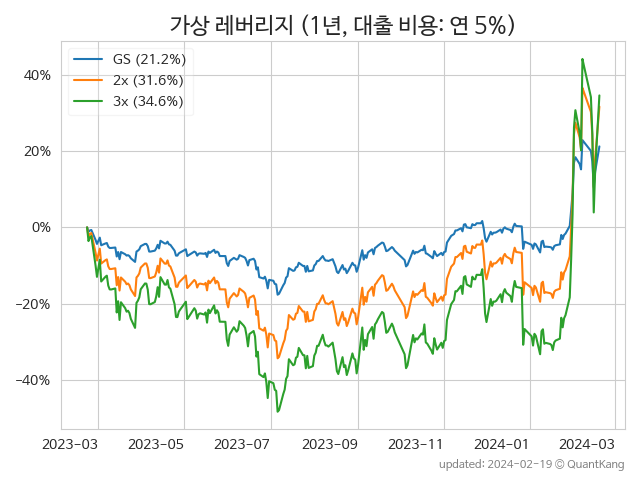 가상 레버리지 (1년, 대출 비용: 연 5%)
GS (21.2%)
2x (31.6%)
3x (34.6%)
40%
20%
0%
−20%
−40%
2023-03 2023-05 2023-07 2023-09 2023-11 2024-01 2024-03
updated: 2024-02-19 © QuantKang